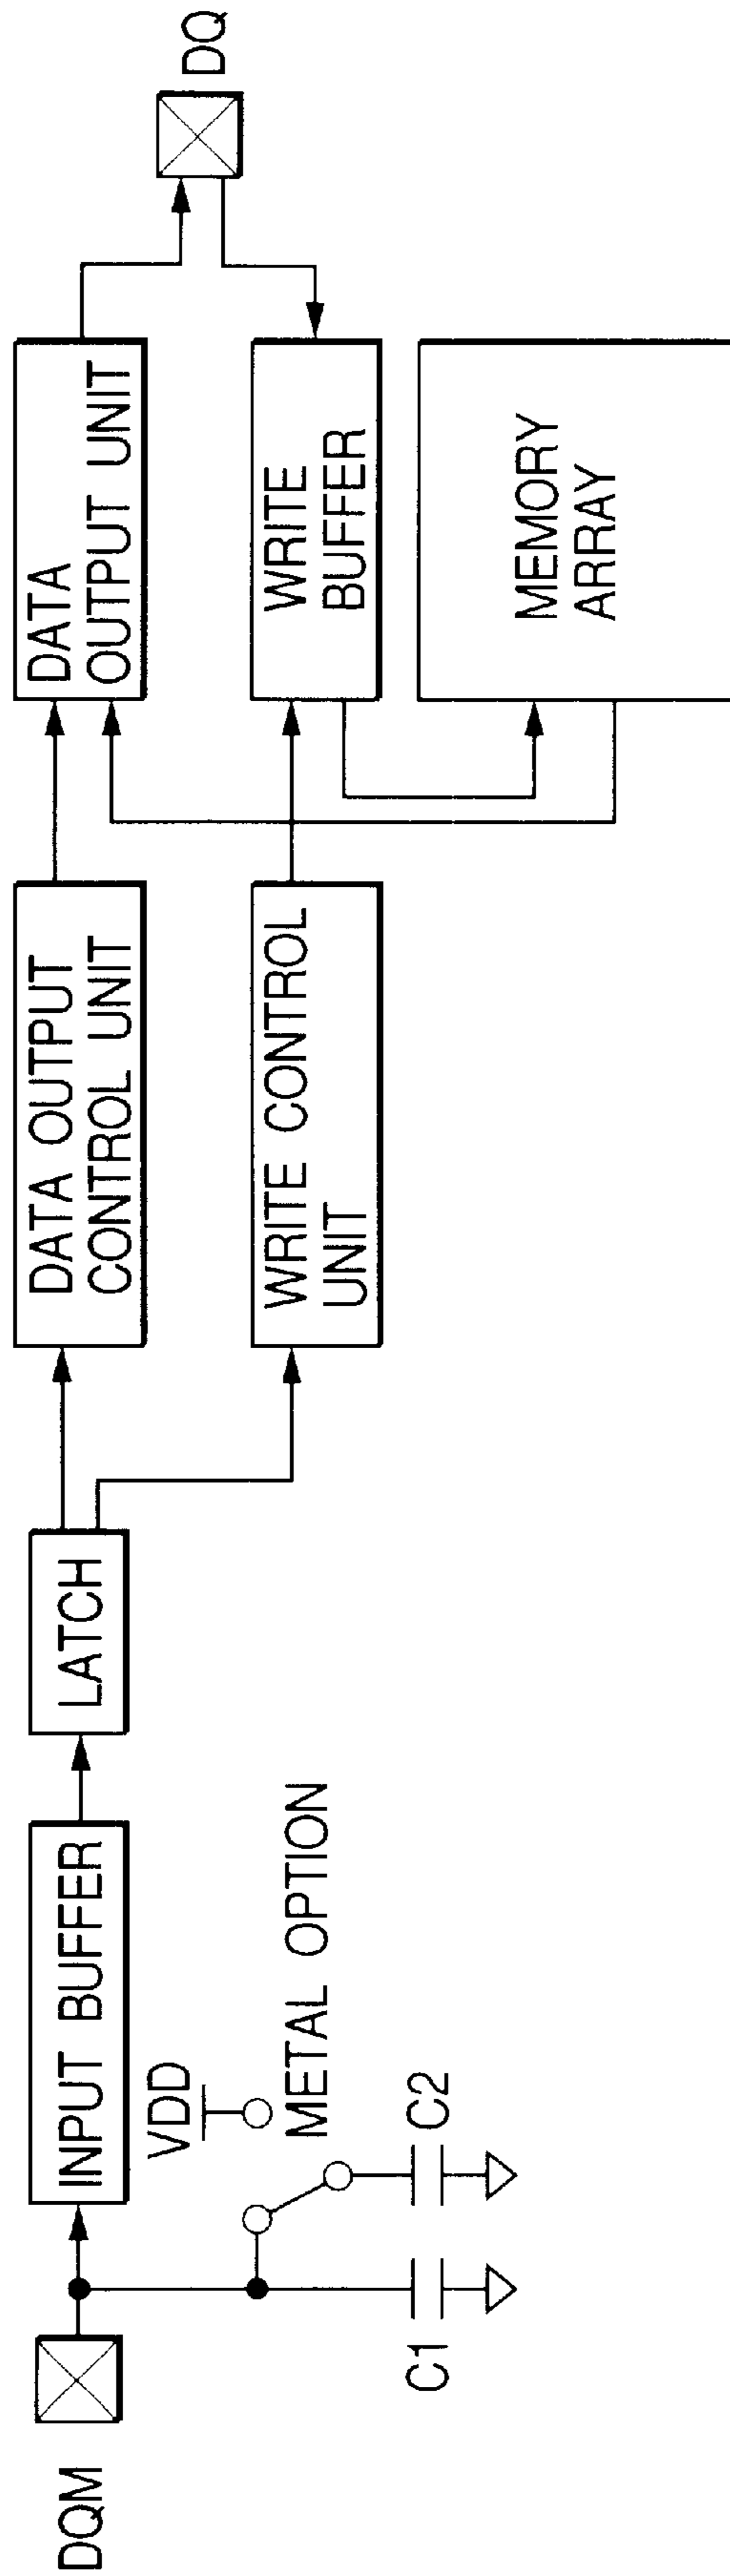 DQM
INPUT BUFFER
VDD
METAL OPTION
C1
C2
LATCH
DATA OUTPUT
CONTROL UNIT
WRITE CONTROL
UNIT
DATA
OUTPUT UNIT
WRITE
BUFFER
MEMORY
ARRAY
DQ